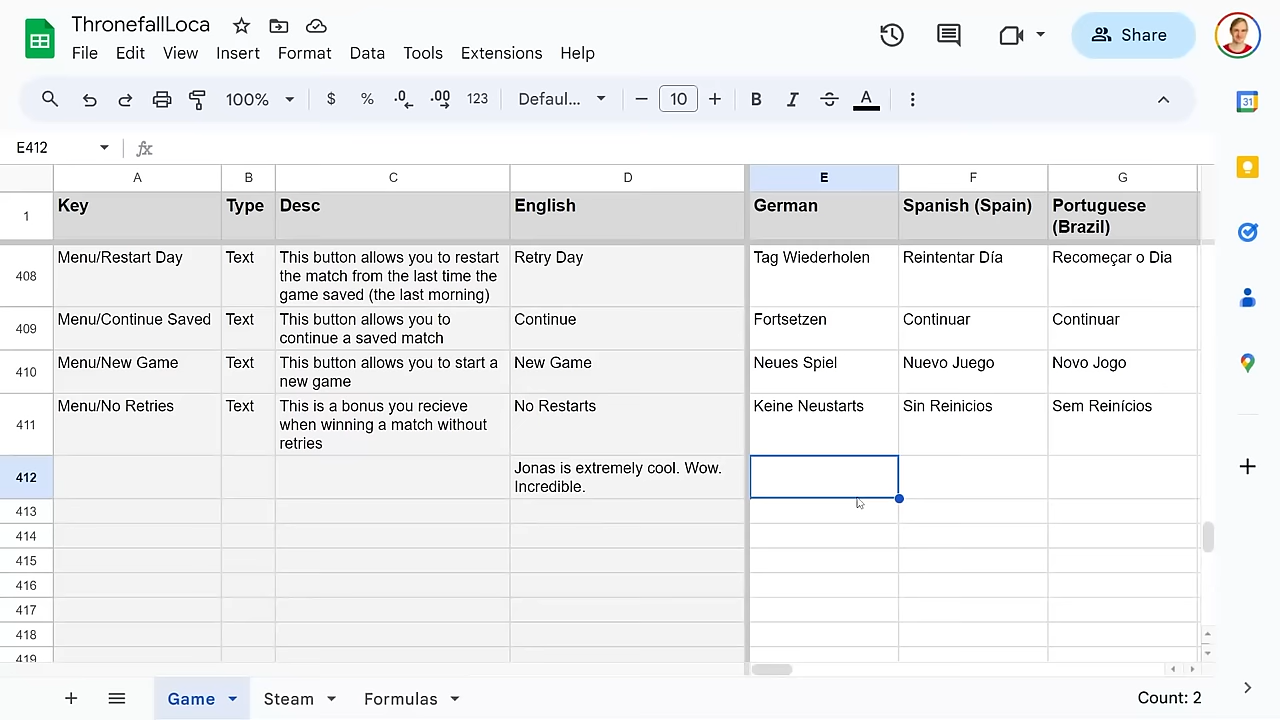 ThronefallLoca
File Edit View Insert Format Data Tools Extensions Help
Share
100% $ % .0 .00 123 Defaul... 10 B I S A
E412 fx
A B C D E F G
1 Key Type Desc English German Spanish (Spain) Portuguese
(Brazil)
408 Menu/Restart Day Text This button allows you to restart Retry Day Tag Wiederholen Reintentar Día Recomeçar o Dia
the match from the last time the
game saved (the last morning)
409 Menu/Continue Saved Text This button allows you to Continue Fortsetzen Continuar Continuar
continue a saved match
410 Menu/New Game Text This button allows you to start a New Game Neues Spiel Nuevo Juego Novo Jogo
new game
411 Menu/No Retries Text This is a bonus you recieve No Restarts Keine Neustarts Sin Reinicios Sem Reinícios
when winning a match without
retries
412 Jonas is extremely cool. Wow.
Incredible.
413
414
415
416
417
418
419
Game Steam Formulas Count: 2
31